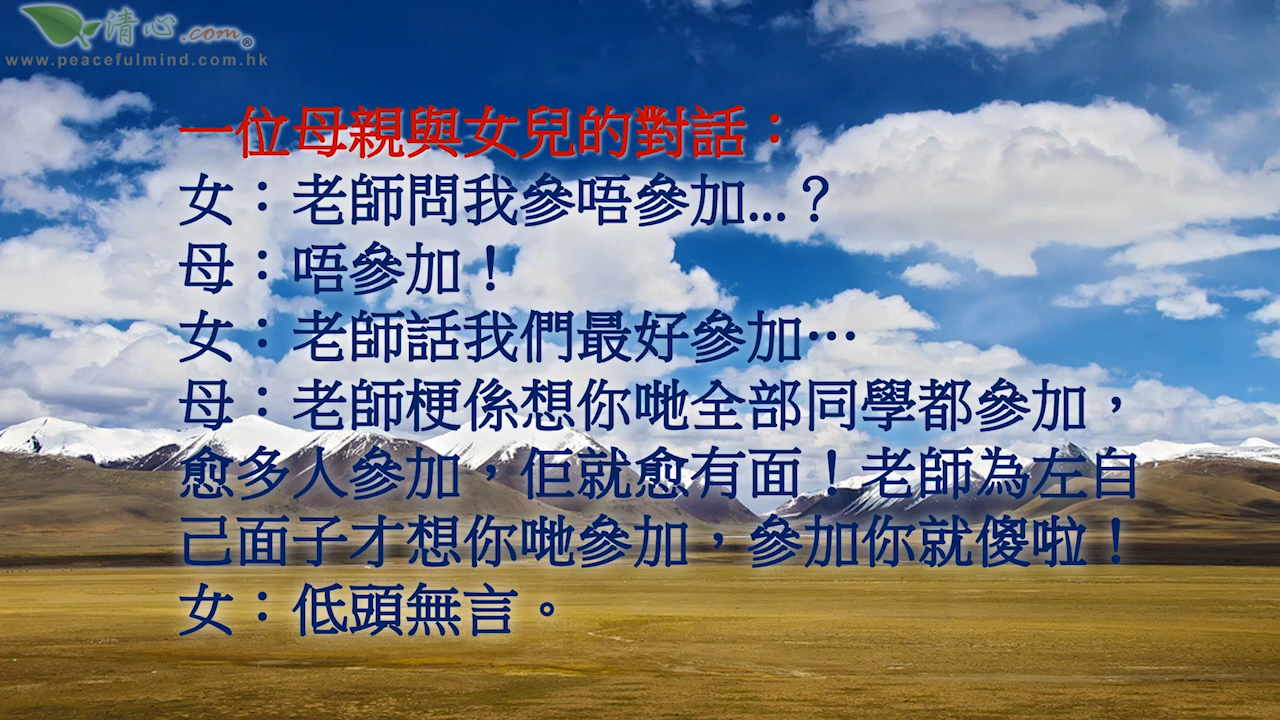 清心.com®
www.peacefulmind.com.hk
一位母親與女兒的對話：
女：老師問我參唔參加...？
母：唔參加！
女：老師話我們最好參加…
母：老師梗係想你哋全部同學都參加，
愈多人參加，佢就愈有面！老師為左自
己面子才想你哋參加，參加你就傻啦！
女：低頭無言。